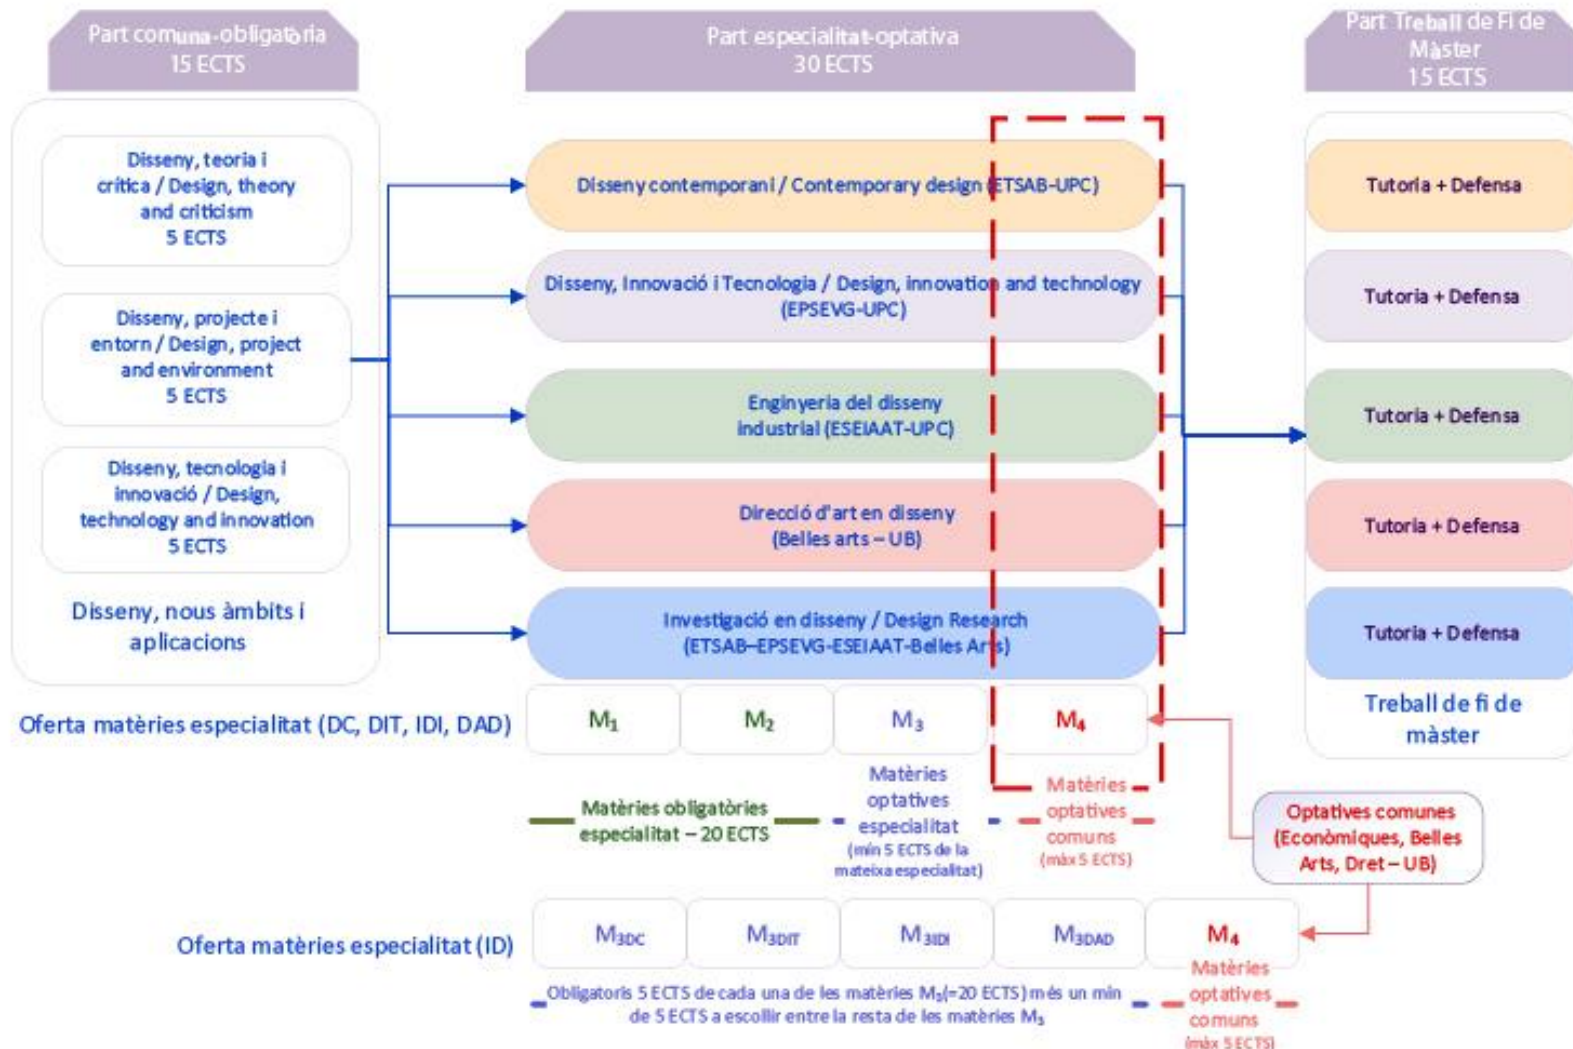 Part comuna-obligatòria
15 ECTS
Part especialitat-optativa
30 ECTS
Part Treball de Fi de
Màster
15 ECTS
Disseny, teoria i
crítica / Design, theory
and criticism
5 ECTS
Disseny, projecte i
entorn / Design, project
and environment
5 ECTS
Disseny, tecnologia i
innovació / Design,
technology and innovation
5 ECTS
Disseny, nous àmbits i
aplicacions
Disseny contemporani / Contemporary design (ETSAB-UPC)
Disseny, Innovació i Tecnologia / Design, innovation and technology
(EPSEVG-UPC)
Enginyeria del disseny
industrial (ESEIAAT-UPC)
Direcció d'art en disseny
(Belles arts – UB)
Investigació en disseny / Design Research
(ETSAB–EPSEVG-ESEIAAT-Belles Arts)
Tutoria + Defensa
Tutoria + Defensa
Tutoria + Defensa
Tutoria + Defensa
Tutoria + Defensa
Treball de fi de
màster
Oferta matèries especialitat (DC, DIT, IDI, DAD)
M1
M2
M3
M4
Matèries obligatòries
especialitat – 20 ECTS
Matèries
optatives
especialitat
(mín 5 ECTS de la
mateixa especialitat)
Matèries
optatives
comuns
(màx 5 ECTS)
Optatives comunes
(Econòmiques, Belles
Arts, Dret – UB)
Oferta matèries especialitat (ID)
M3DC
M3DIT
M3IDI
M3DAD
M4
Obligatoris 5 ECTS de cada una de les matèries M3(=20 ECTS) més un min
de 5 ECTS a escollir entre la resta de les matèries M3
Matèries
optatives
comuns
(màx 5 ECTS)